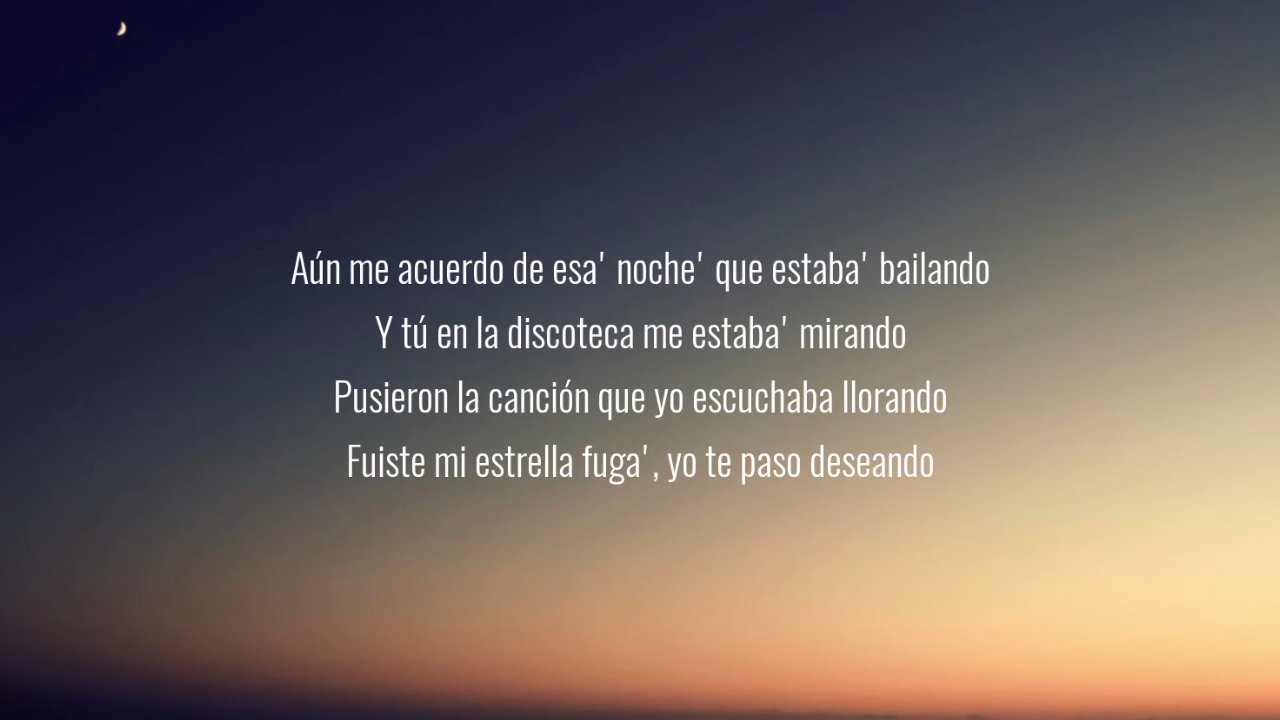 Aún me acuerdo de esa' noche' que estaba' bailando
Y tú en la discoteca me estaba' mirando
Pusieron la canción que yo escuchaba llorando
Fuiste mi estrella fuga', yo te paso deseando